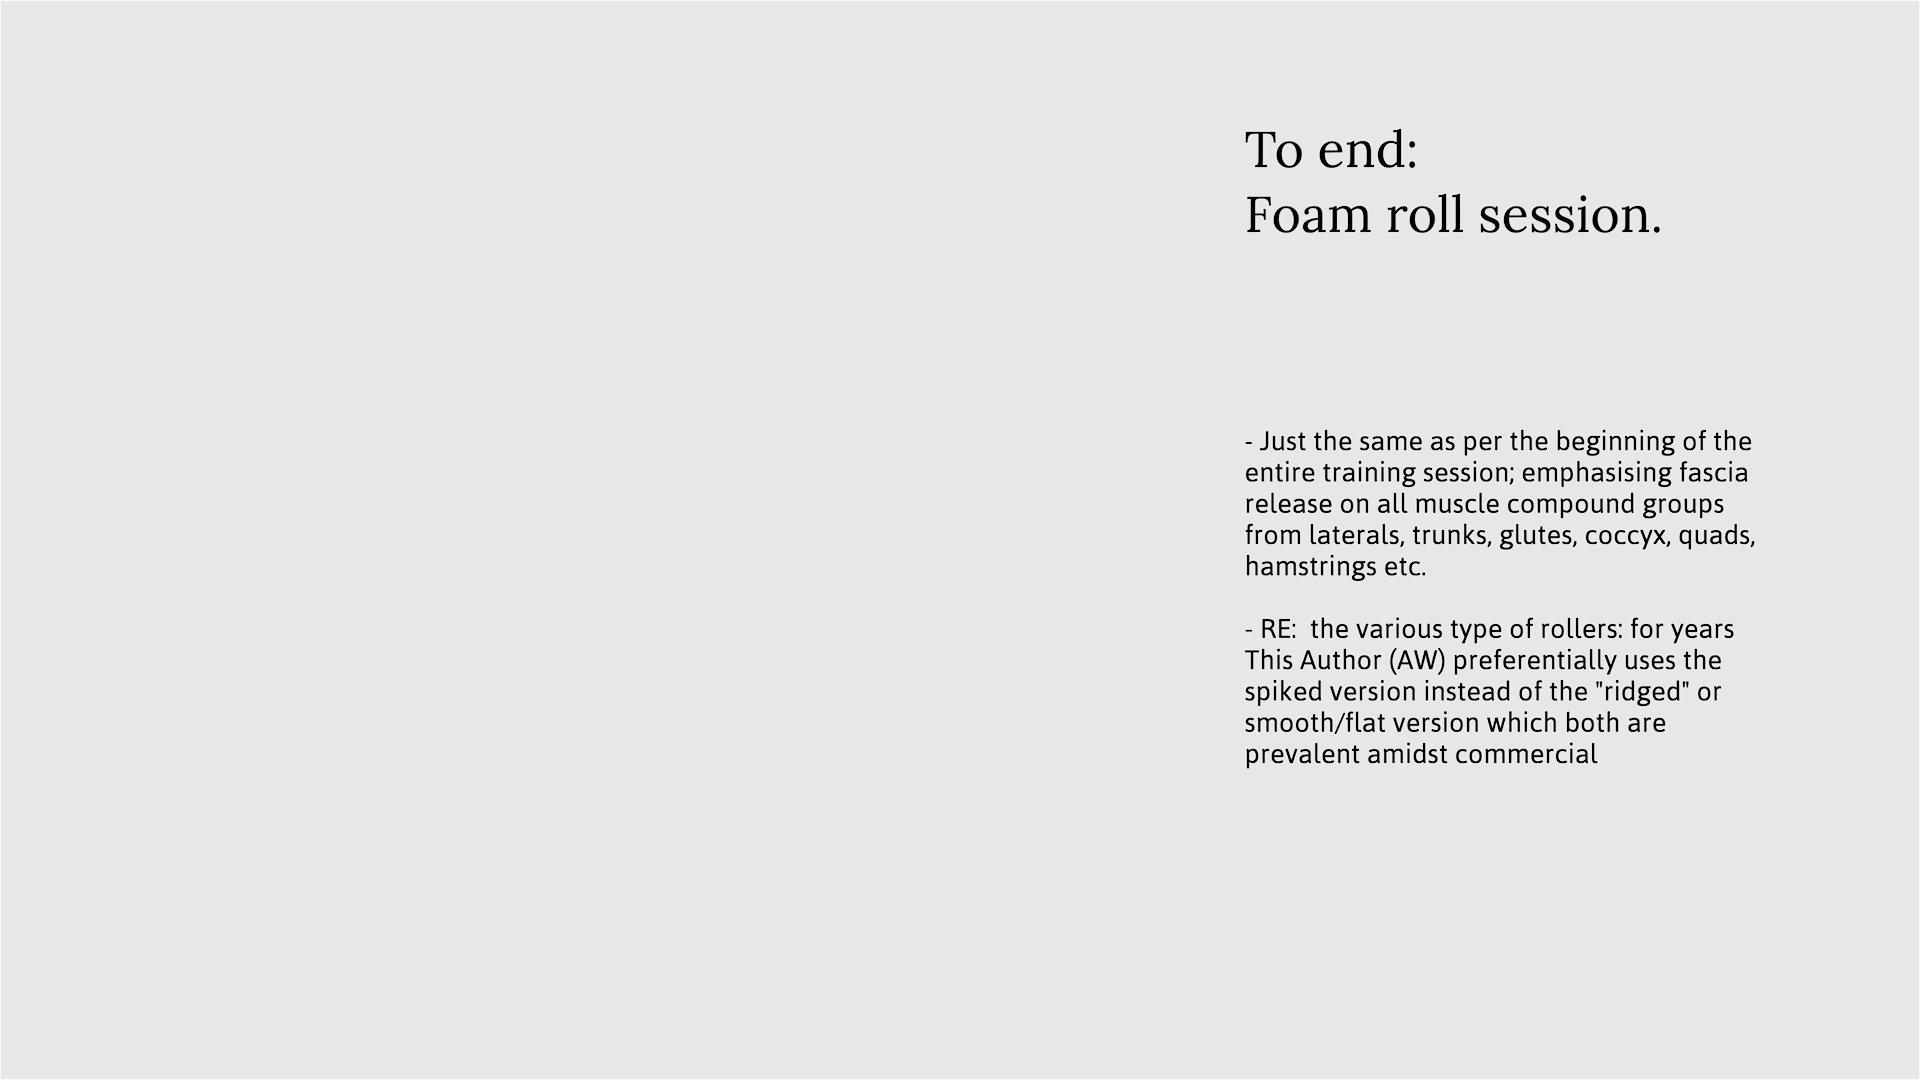 To end:
Foam roll session.
- Just the same as per the beginning of the
entire training session; emphasising fascia
release on all muscle compound groups
from laterals, trunks, glutes, coccyx, quads,
hamstrings etc.
- RE:  the various type of rollers: for years
This Author (AW) preferentially uses the
spiked version instead of the "ridged" or
smooth/flat version which both are
prevalent amidst commercial